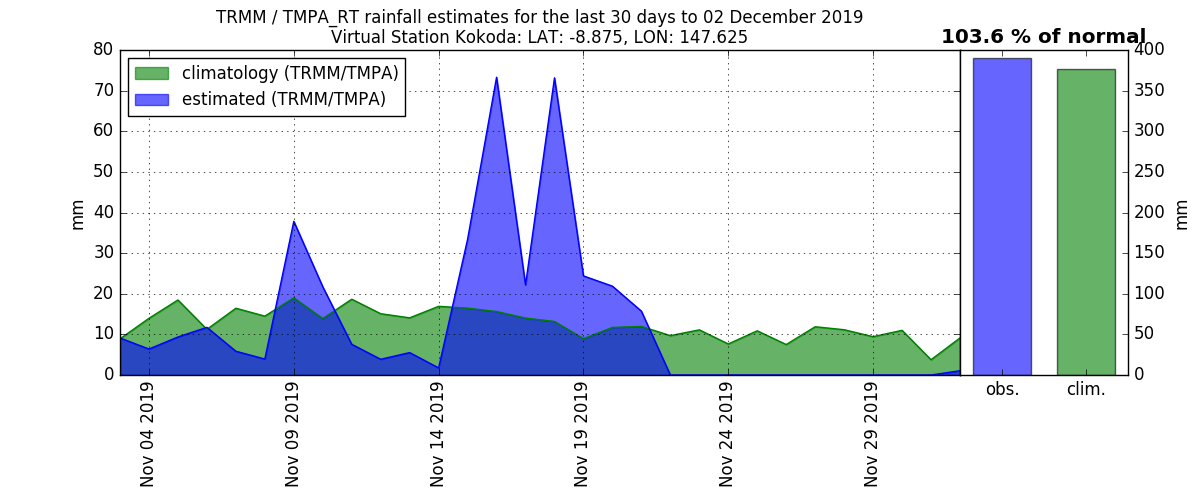 TRMM / TMPA_RT rainfall estimates for the last 30 days to 02 December 2019
Virtual Station Kokoda: LAT: -8.875, LON: 147.625
103.6 % of normal
climatology (TRMM/TMPA)
estimated (TRMM/TMPA)
mm
80
70
60
50
40
30
20
10
0
Nov 04 2019
Nov 09 2019
Nov 14 2019
Nov 19 2019
Nov 24 2019
Nov 29 2019
obs.
clim.
400
350
300
250
200
150
100
50
0
mm